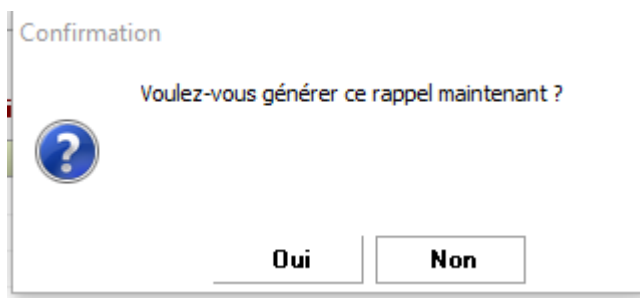 Confirmation
Voulez-vous générer ce rappel maintenant ?
?
Oui
Non